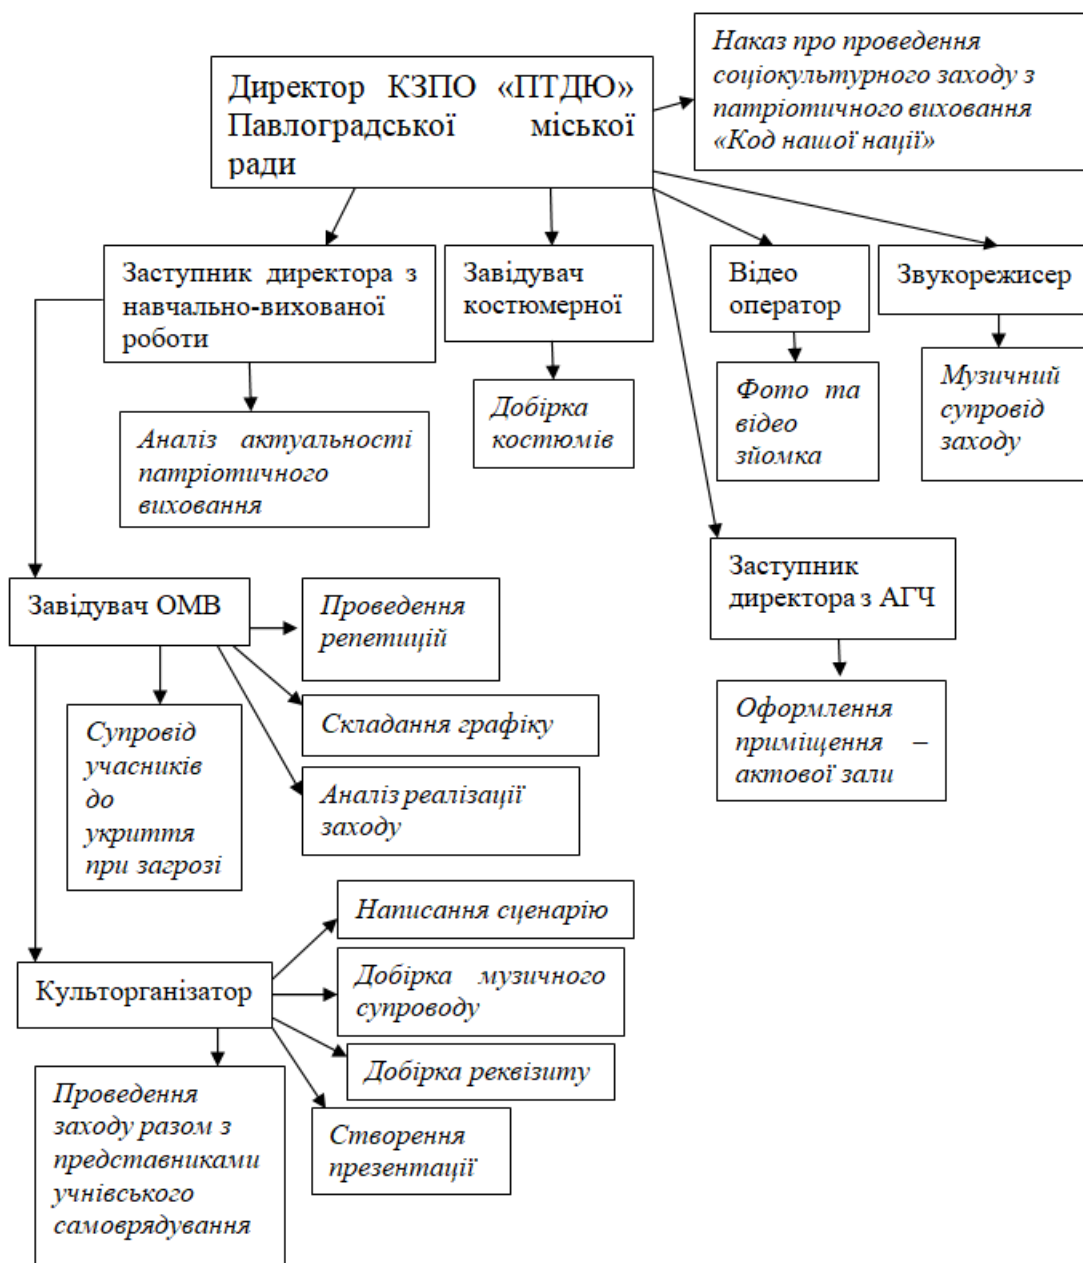 Наказ про проведення
соціокультурного заходу з
патріотичного виховання
«Код нашої нації»
Директор КЗПО «ПТДЮ»
Павлоградської міської
ради
Заступник директора з
навчально-вихованої
роботи
Завідувач
костюмерної
Відео
оператор
Звукорежисер
Аналіз актуальності
патріотичного
виховання
Добірка
костюмів
Фото та
відео
зйомка
Музичний
супровід
заходу
Заступник
директора з АГЧ
Оформлення
приміщення –
актової зали
Завідувач ОМВ
Проведення
репетицій
Складання графіку
Аналіз реалізації
заходу
Супровід
учасників
до
укриття
при загрозі
Культорганізатор
Написання сценарію
Добірка музичного
супроводу
Добірка реквізиту
Створення
презентації
Проведення
заходу разом з
представниками
учнівського
самоврядування